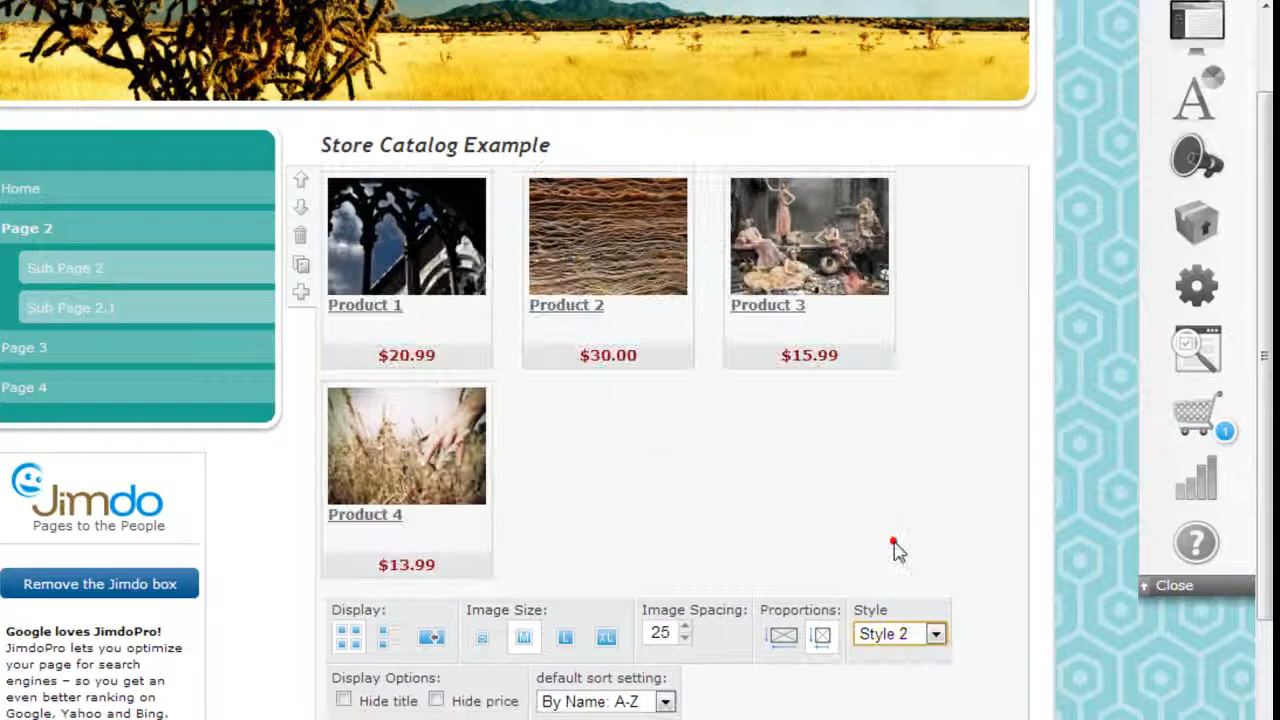 Store Catalog Example
Home
Page 2
Sub Page 2
Sub Page 2.1
Page 3
Page 4
Product 1
$20.99
Product 2
$30.00
Product 3
$15.99
Product 4
$13.99
Jimdo
Pages to the People
Remove the Jimdo box
Google loves JimdoPro!
JimdoPro lets you optimize
your page for search
engines – so you get an
even better ranking on
Google, Yahoo and Bing.
Display:
Image Size:
S M L XL
Image Spacing:
25
Proportions:
Style
Style 2
Display Options:
Hide title
Hide price
default sort setting:
By Name: A-Z
A
1
?
Close